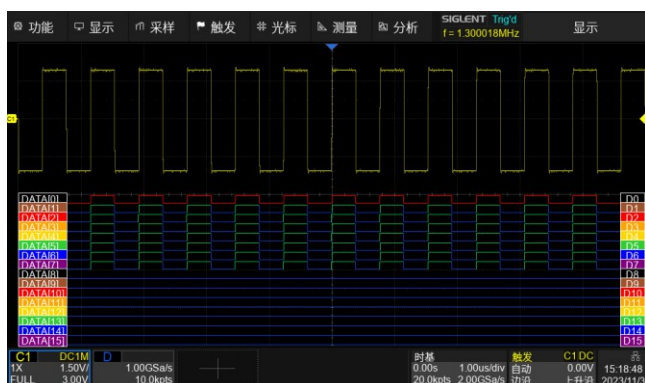 功能 显示 采样 触发 光标 测量 分析 SIGLENT Trig'd 显示
f = 1.300018MHz
C1
DATA[0] D0
DATA[1] D1
DATA[2] D2
DATA[3] D3
DATA[4] D4
DATA[5] D5
DATA[6] D6
DATA[7] D7
DATA[8] D8
DATA[9] D9
DATA[10] D10
DATA[11] D11
DATA[12] D12
DATA[13] D13
DATA[14] D14
DATA[15] D15
C1 DC1M D 时基 触发 C1 DC
1X 1.50V/ 1.00GSa/s 0.00s 1.00us/div 自动 0.00V 15:18:48
FULL 3.00V 10.0kpts 20.0kpts 2.00GSa/s 边沿 上升沿 2023/11/3